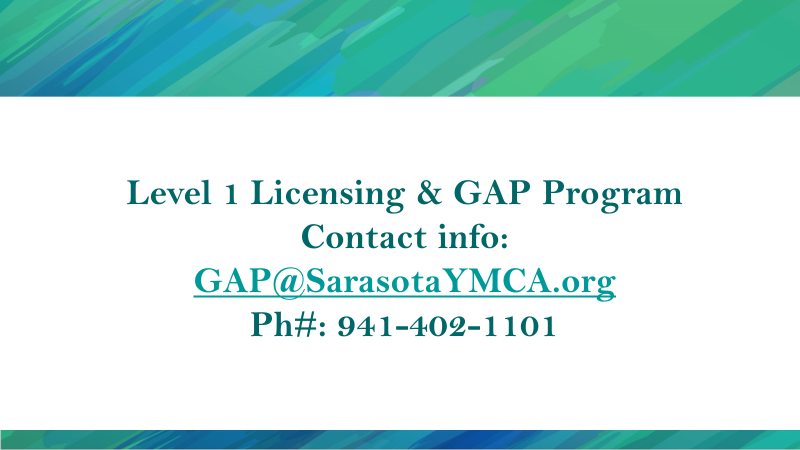 Level 1 Licensing & GAP Program
Contact info:
GAP@SarasotaYMCA.org
Ph#: 941-402-1101